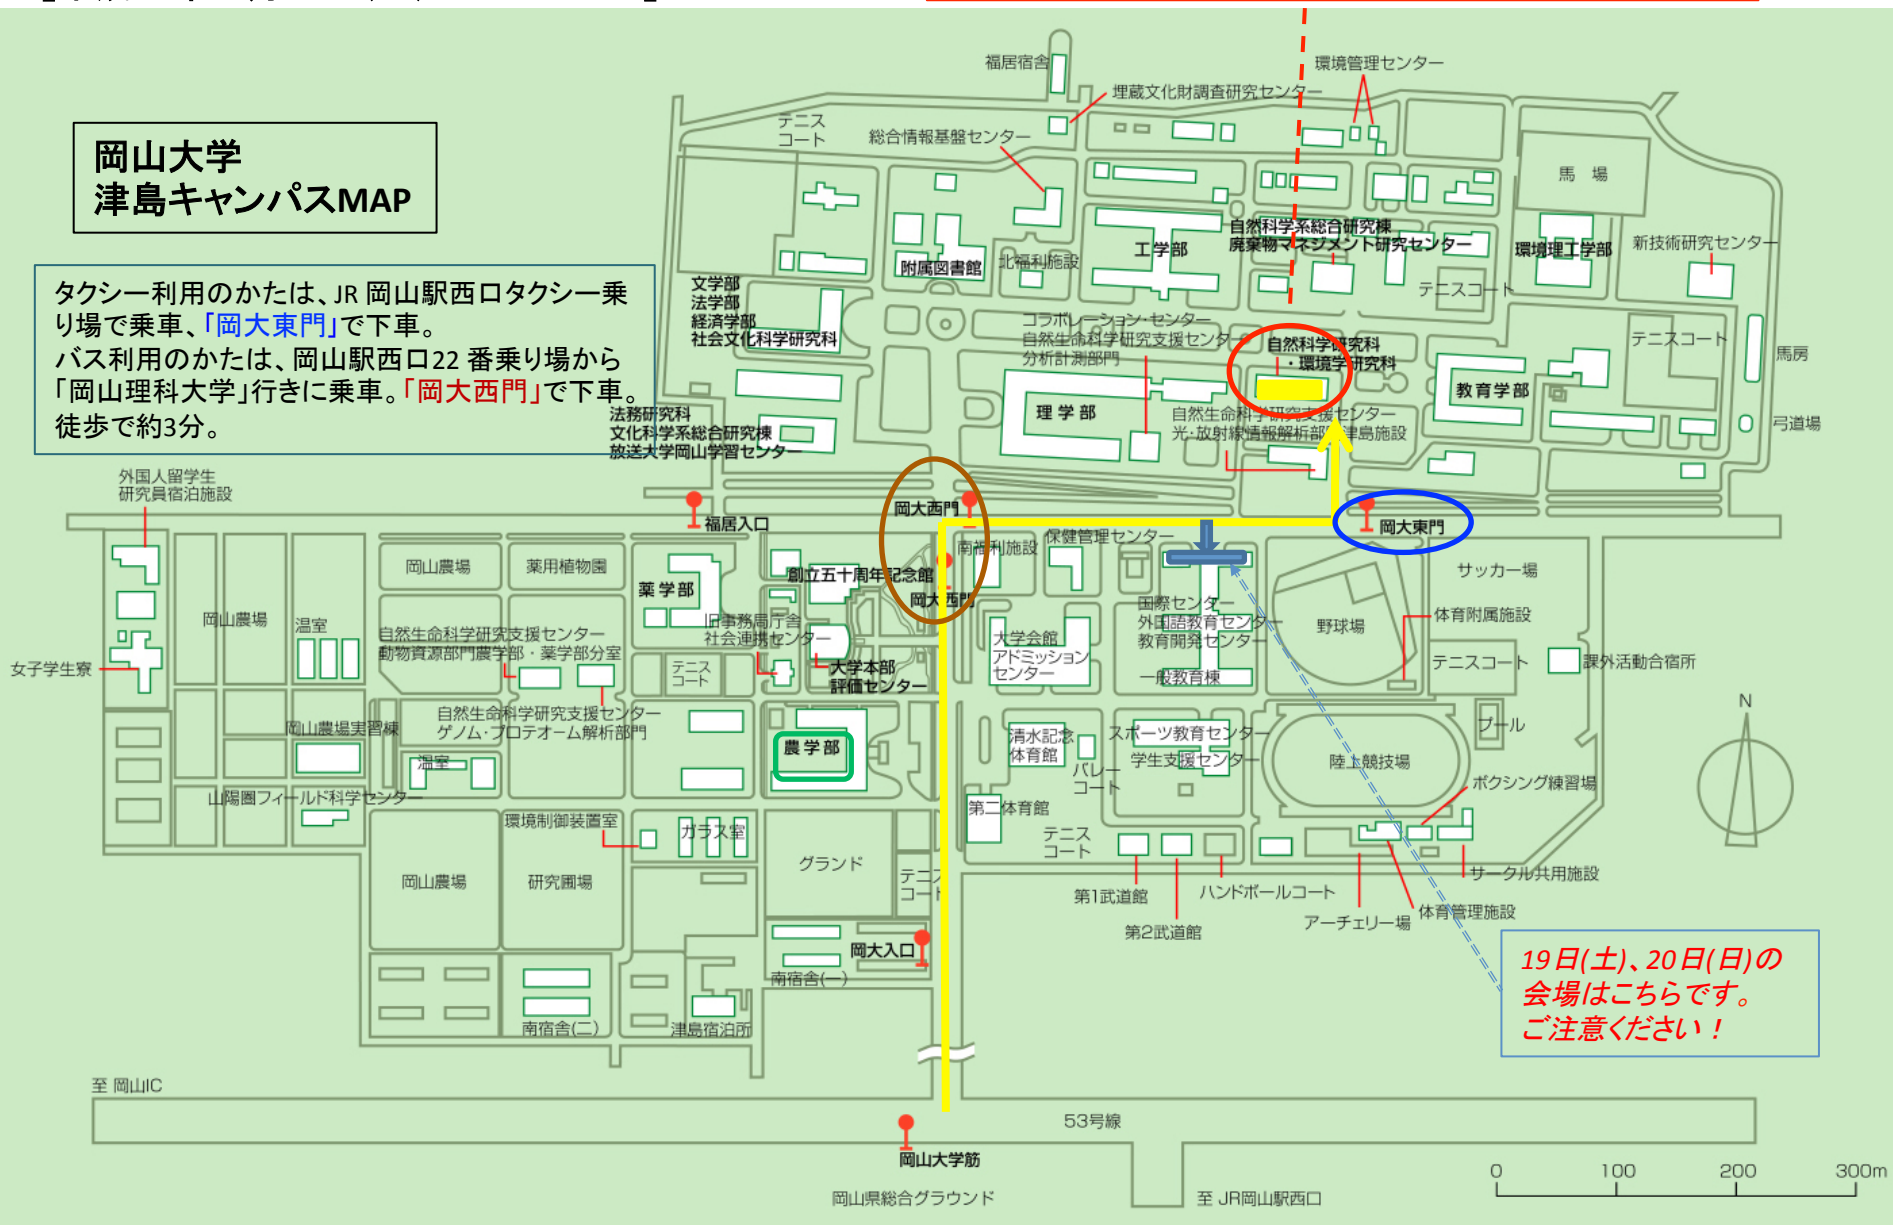 福居宿舎
環境管理センター
埋蔵文化財調査研究センター
テニス
コート
総合情報基盤センター
岡山大学
津島キャンパスMAP
馬 場
自然科学系総合研究棟
廃棄物マネジメント研究センター
工学部
環境理工学部
新技術研究センター
附属図書館
北福利施設
テニスコート
タクシー利用のかたは、JR 岡山駅西口タクシー乗
り場で乗車、「岡大東門」で下車。
バス利用のかたは、岡山駅西口22 番乗り場から
「岡山理科大学」行きに乗車。「岡大西門」で下車。
徒歩で約3分。
文学部
法学部
経済学部
社会文化科学研究科
コラボレーション・センター
自然生命科学研究支援センター
分析計測部門
自然科学研究科
・環境学研究科
テニスコート
馬房
教育学部
理学部
自然生命科学研究支援センター
光・放射線情報解析部門津島施設
弓道場
法務研究科
文化科学系総合研究棟
放送大学岡山学習センター
外国人留学生
研究員宿泊施設
福居入口
岡大西門
岡大東門
南福利施設
保健管理センター
岡山農場
薬用植物園
薬学部
創立五十周年記念館
岡大西門
サッカー場
岡山農場
温室
自然生命科学研究支援センター
動物資源部門農学部・薬学部分室
旧事務局庁舎
社会連携センター
国際センター
外国語教育センター
教育開発センター
野球場
体育附属施設
女子学生寮
テニス
コート
大学本部
評価センター
大学会館
アドミッション
センター
一般教育棟
テニスコート
課外活動合宿所
自然生命科学研究支援センター
ゲノム・プロテオーム解析部門
岡山農場実習棟
農学部
清水記念
体育館
スポーツ教育センター
学生支援センター
プール
N
温室
バレー
コート
陸上競技場
ボクシング練習場
山陽圏フィールド科学センター
第二体育館
環境制御装置室
ガラス室
テニス
コート
グランド
テニス
コート
岡山農場
研究圃場
第1武道館
ハンドボールコート
サークル共用施設
第2武道館
アーチェリー場
体育管理施設
岡大入口
南宿舎(一)
南宿舎(二)
津島宿泊所
19日(土)、20日(日)の
会場はこちらです。
ご注意ください！
至 岡山IC
53号線
岡山大学筋
岡山県総合グラウンド
至 JR岡山駅西口
0 100 200 300m